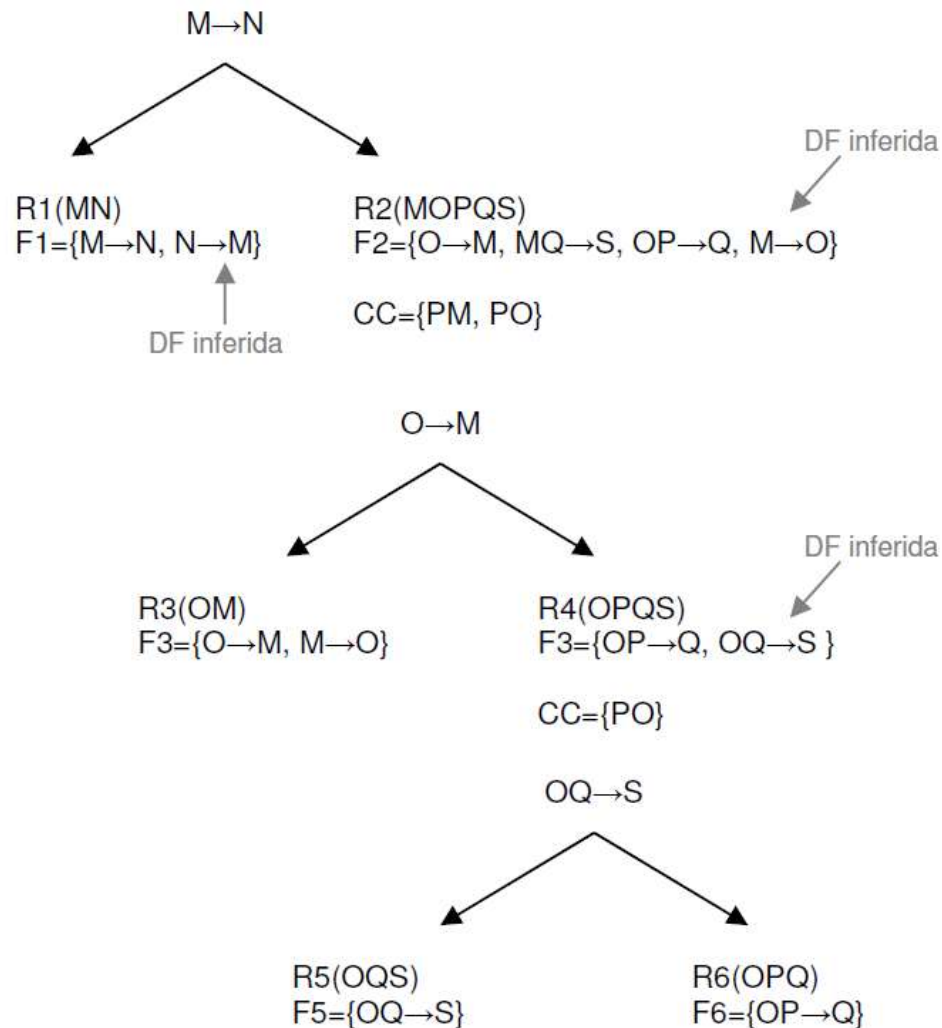 M→N
DF inferida
R1(MN)
F1={M→N, N→M}
DF inferida
R2(MOPQS)
F2={O→M, MQ→S, OP→Q, M→O}
CC={PM, PO}
O→M
DF inferida
R3(OM)
F3={O→M, M→O}
R4(OPQS)
F3={OP→Q, OQ→S }
CC={PO}
OQ→S
R5(OQS)
F5={OQ→S}
R6(OPQ)
F6={OP→Q}